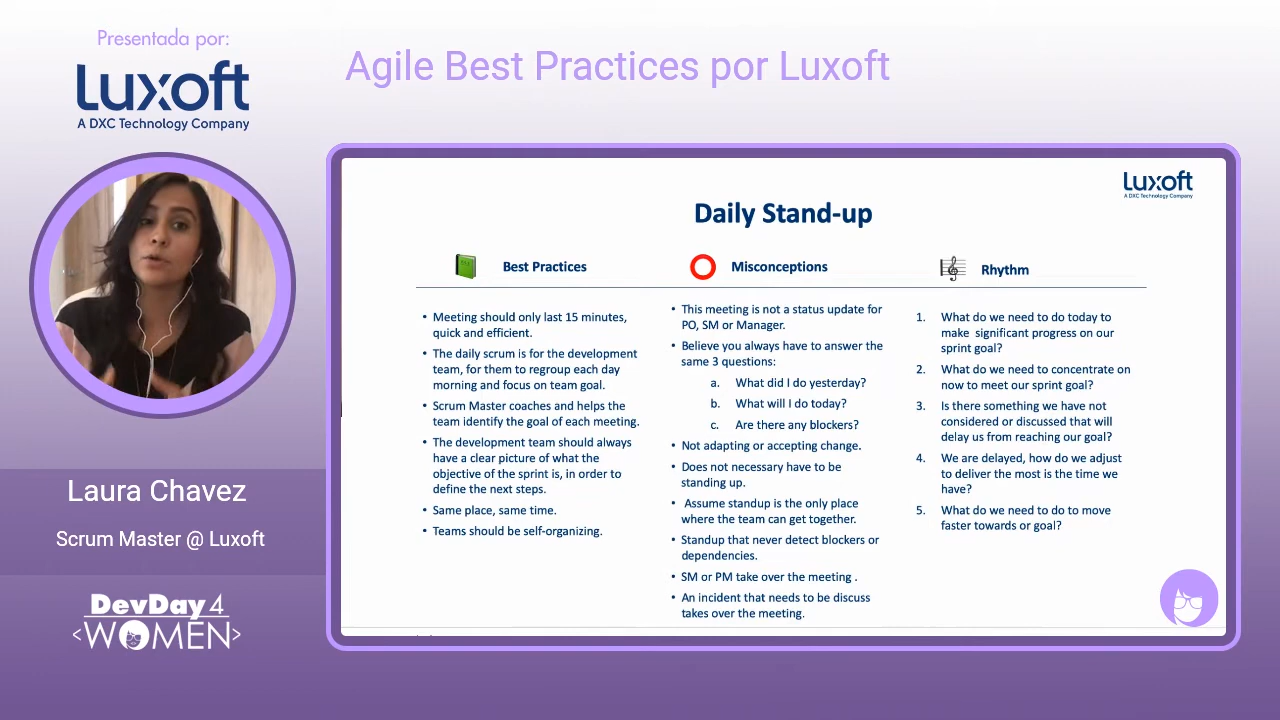 Presentada por:
Luxoft
A DXC Technology Company
Agile Best Practices por Luxoft
Luxoft
A DXC Technology Company
Daily Stand-up
Best Practices
• Meeting should only last 15 minutes,
quick and efficient.
• The daily scrum is for the development
team, for them to regroup each day
morning and focus on team goal.
• Scrum Master coaches and helps the
team identify the goal of each meeting.
• The development team should always
have a clear picture of what the
objective of the sprint is, in order to
define the next steps.
• Same place, same time.
• Teams should be self-organizing.
Misconceptions
• This meeting is not a status update for
PO, SM or Manager.
• Believe you always have to answer the
same 3 questions:
a. What did I do yesterday?
b. What will I do today?
c. Are there any blockers?
• Not adapting or accepting change.
• Does not necessary have to be
standing up.
• Assume standup is the only place
where the team can get together.
• Standup that never detect blockers or
dependencies.
• SM or PM take over the meeting .
• An incident that needs to be discuss
takes over the meeting.
Rhythm
1. What do we need to do today to
make significant progress on our
sprint goal?
2. What do we need to concentrate on
now to meet our sprint goal?
3. Is there something we have not
considered or discussed that will
delay us from reaching our goal?
4. We are delayed, how do we adjust
to deliver the most is the time we
have?
5. What do we need to do to move
faster towards or goal?
Laura Chavez
Scrum Master @ Luxoft
DevDay 4
<WOMEN>